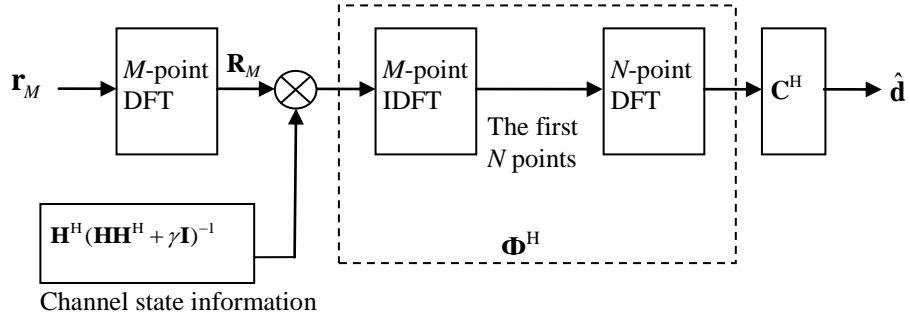 𝐫_M
M-point
DFT
𝐑_M
M-point
IDFT
The first
N points
N-point
DFT
𝐂^H
𝐝̂
𝐇^H(𝐇𝐇^H + γ𝐈)^−1
Channel state information
𝚽^H